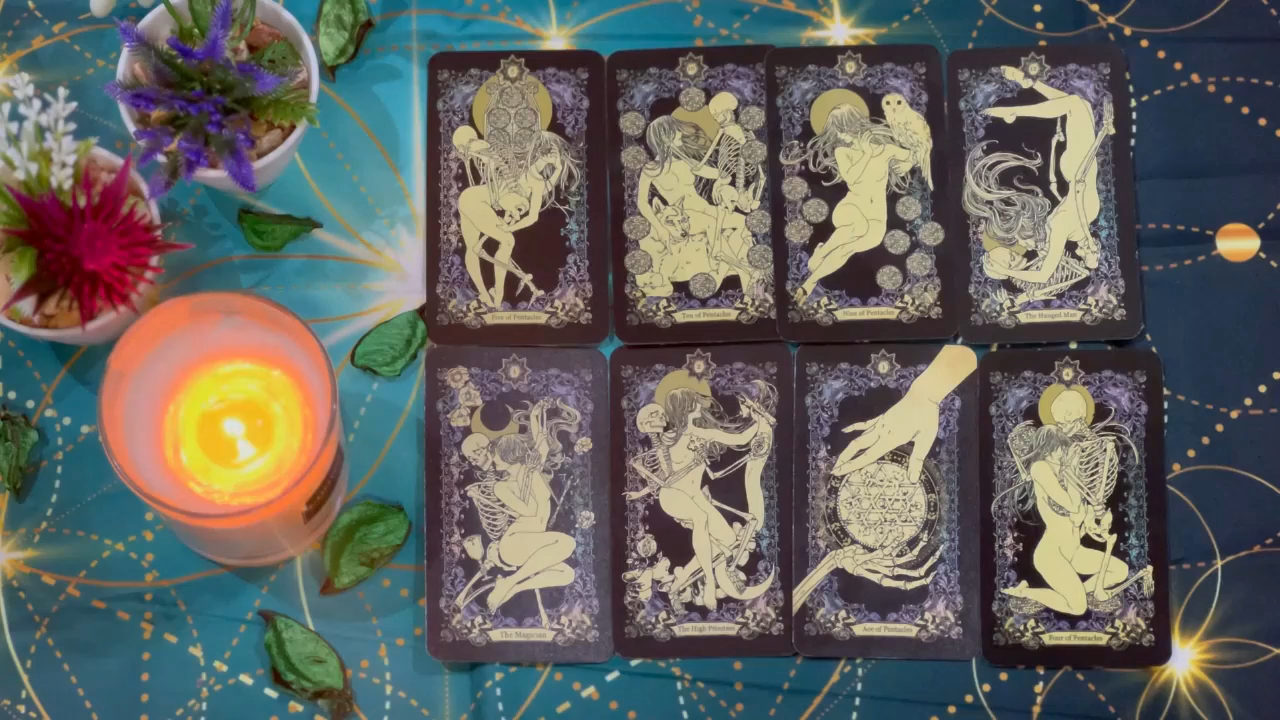 Five of Pentacles
Ten of Pentacles
Nine of Pentacles
The Hanged Man
The Magician
The High Priestess
Ace of Pentacles
Four of Pentacles